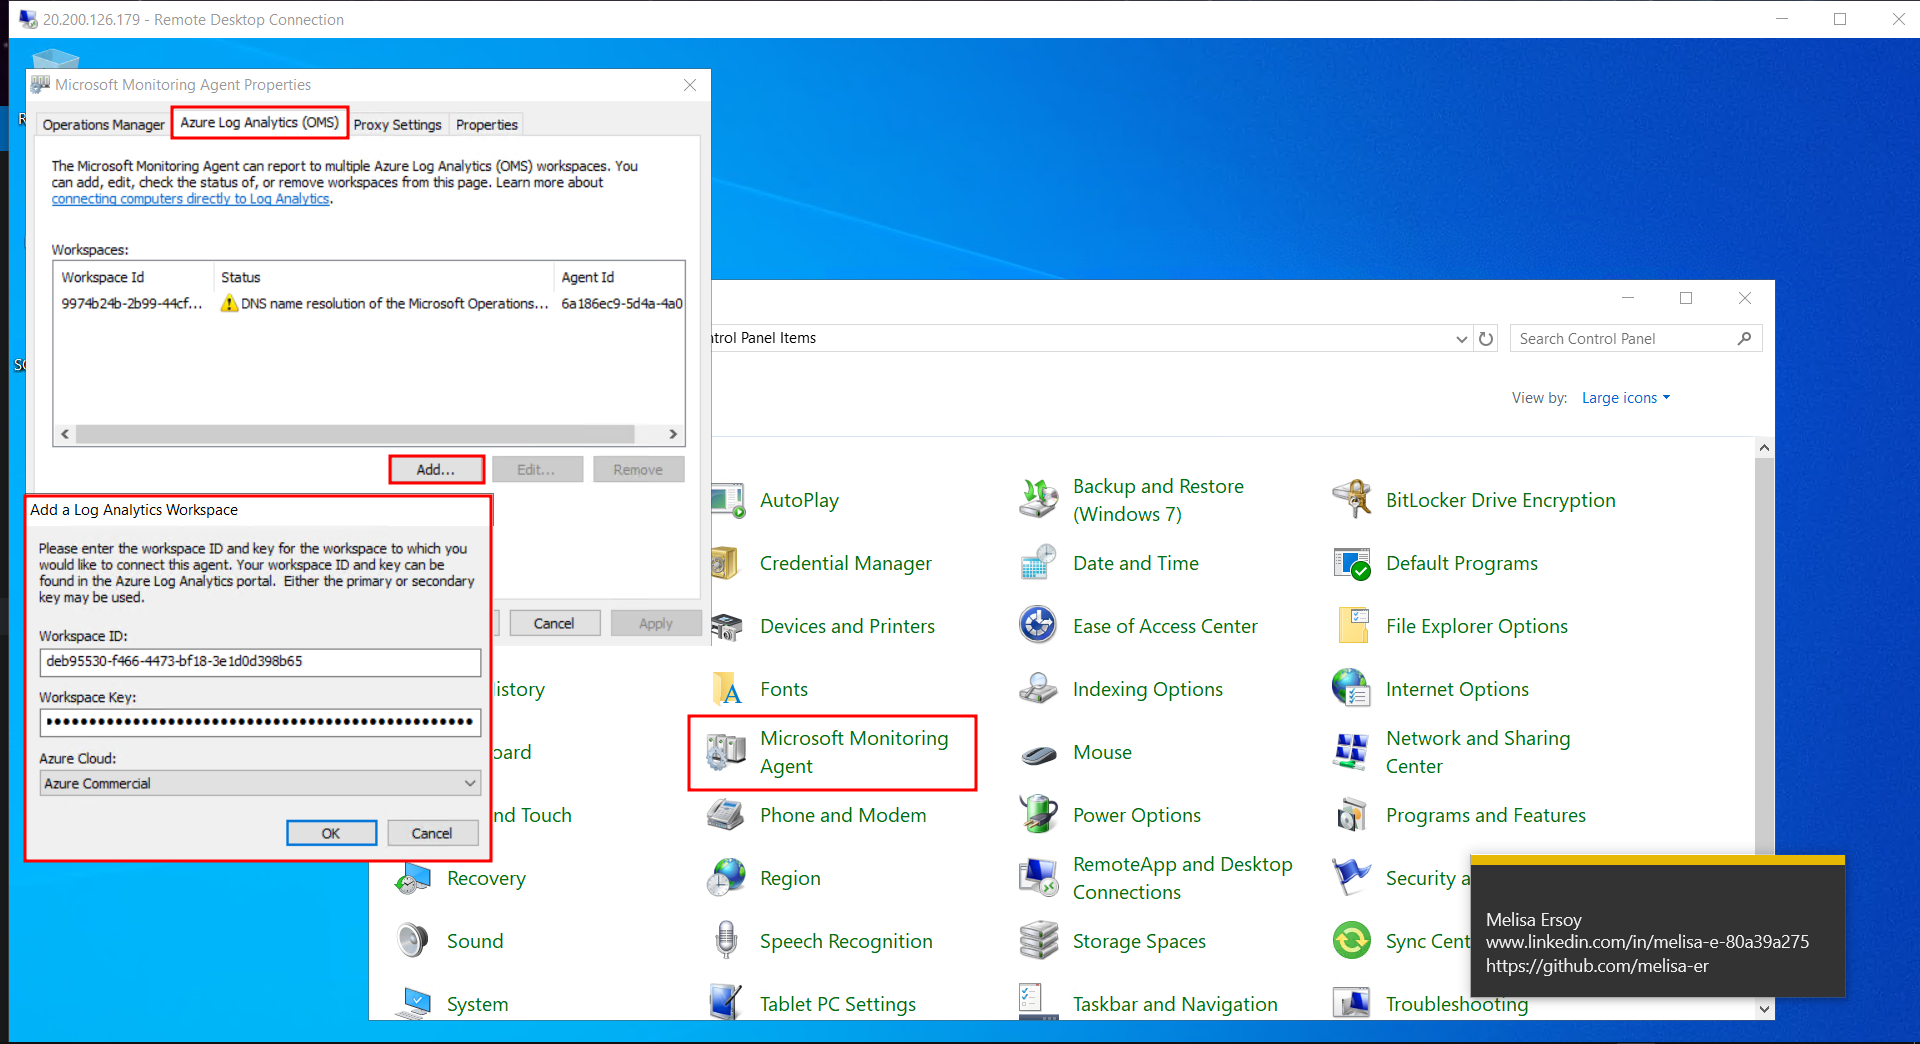 20.200.126.179 - Remote Desktop Connection
Microsoft Monitoring Agent Properties
Operations Manager
Azure Log Analytics (OMS)
Proxy Settings
Properties
The Microsoft Monitoring Agent can report to multiple Azure Log Analytics (OMS) workspaces. You
can add, edit, check the status of, or remove workspaces from this page. Learn more about
connecting computers directly to Log Analytics.
Workspaces:
Workspace Id
Status
Agent Id
9974b24b-2b99-44cf...
DNS name resolution of the Microsoft Operations...
6a186ec9-5d4a-4a0
Add...
Edit...
Remove
Cancel
Apply
Add a Log Analytics Workspace
Please enter the workspace ID and key for the workspace to which you
would like to connect this agent. Your workspace ID and key can be
found in the Azure Log Analytics portal. Either the primary or secondary
key may be used.
Workspace ID:
deb95530-f466-4473-bf18-3e1d0d398b65
Workspace Key:
Azure Cloud:
Azure Commercial
OK
Cancel
ntrol Panel Items
Search Control Panel
View by:
Large icons
AutoPlay
Backup and Restore
(Windows 7)
BitLocker Drive Encryption
Credential Manager
Date and Time
Default Programs
Devices and Printers
Ease of Access Center
File Explorer Options
istory
Fonts
Indexing Options
Internet Options
oard
Microsoft Monitoring
Agent
Mouse
Network and Sharing
Center
nd Touch
Phone and Modem
Power Options
Programs and Features
Recovery
Region
RemoteApp and Desktop
Connections
Security a
Sound
Speech Recognition
Storage Spaces
Sync Cent
System
Tablet PC Settings
Taskbar and Navigation
Troubleshooting
Melisa Ersoy
www.linkedin.com/in/melisa-e-80a39a275
https://github.com/melisa-er